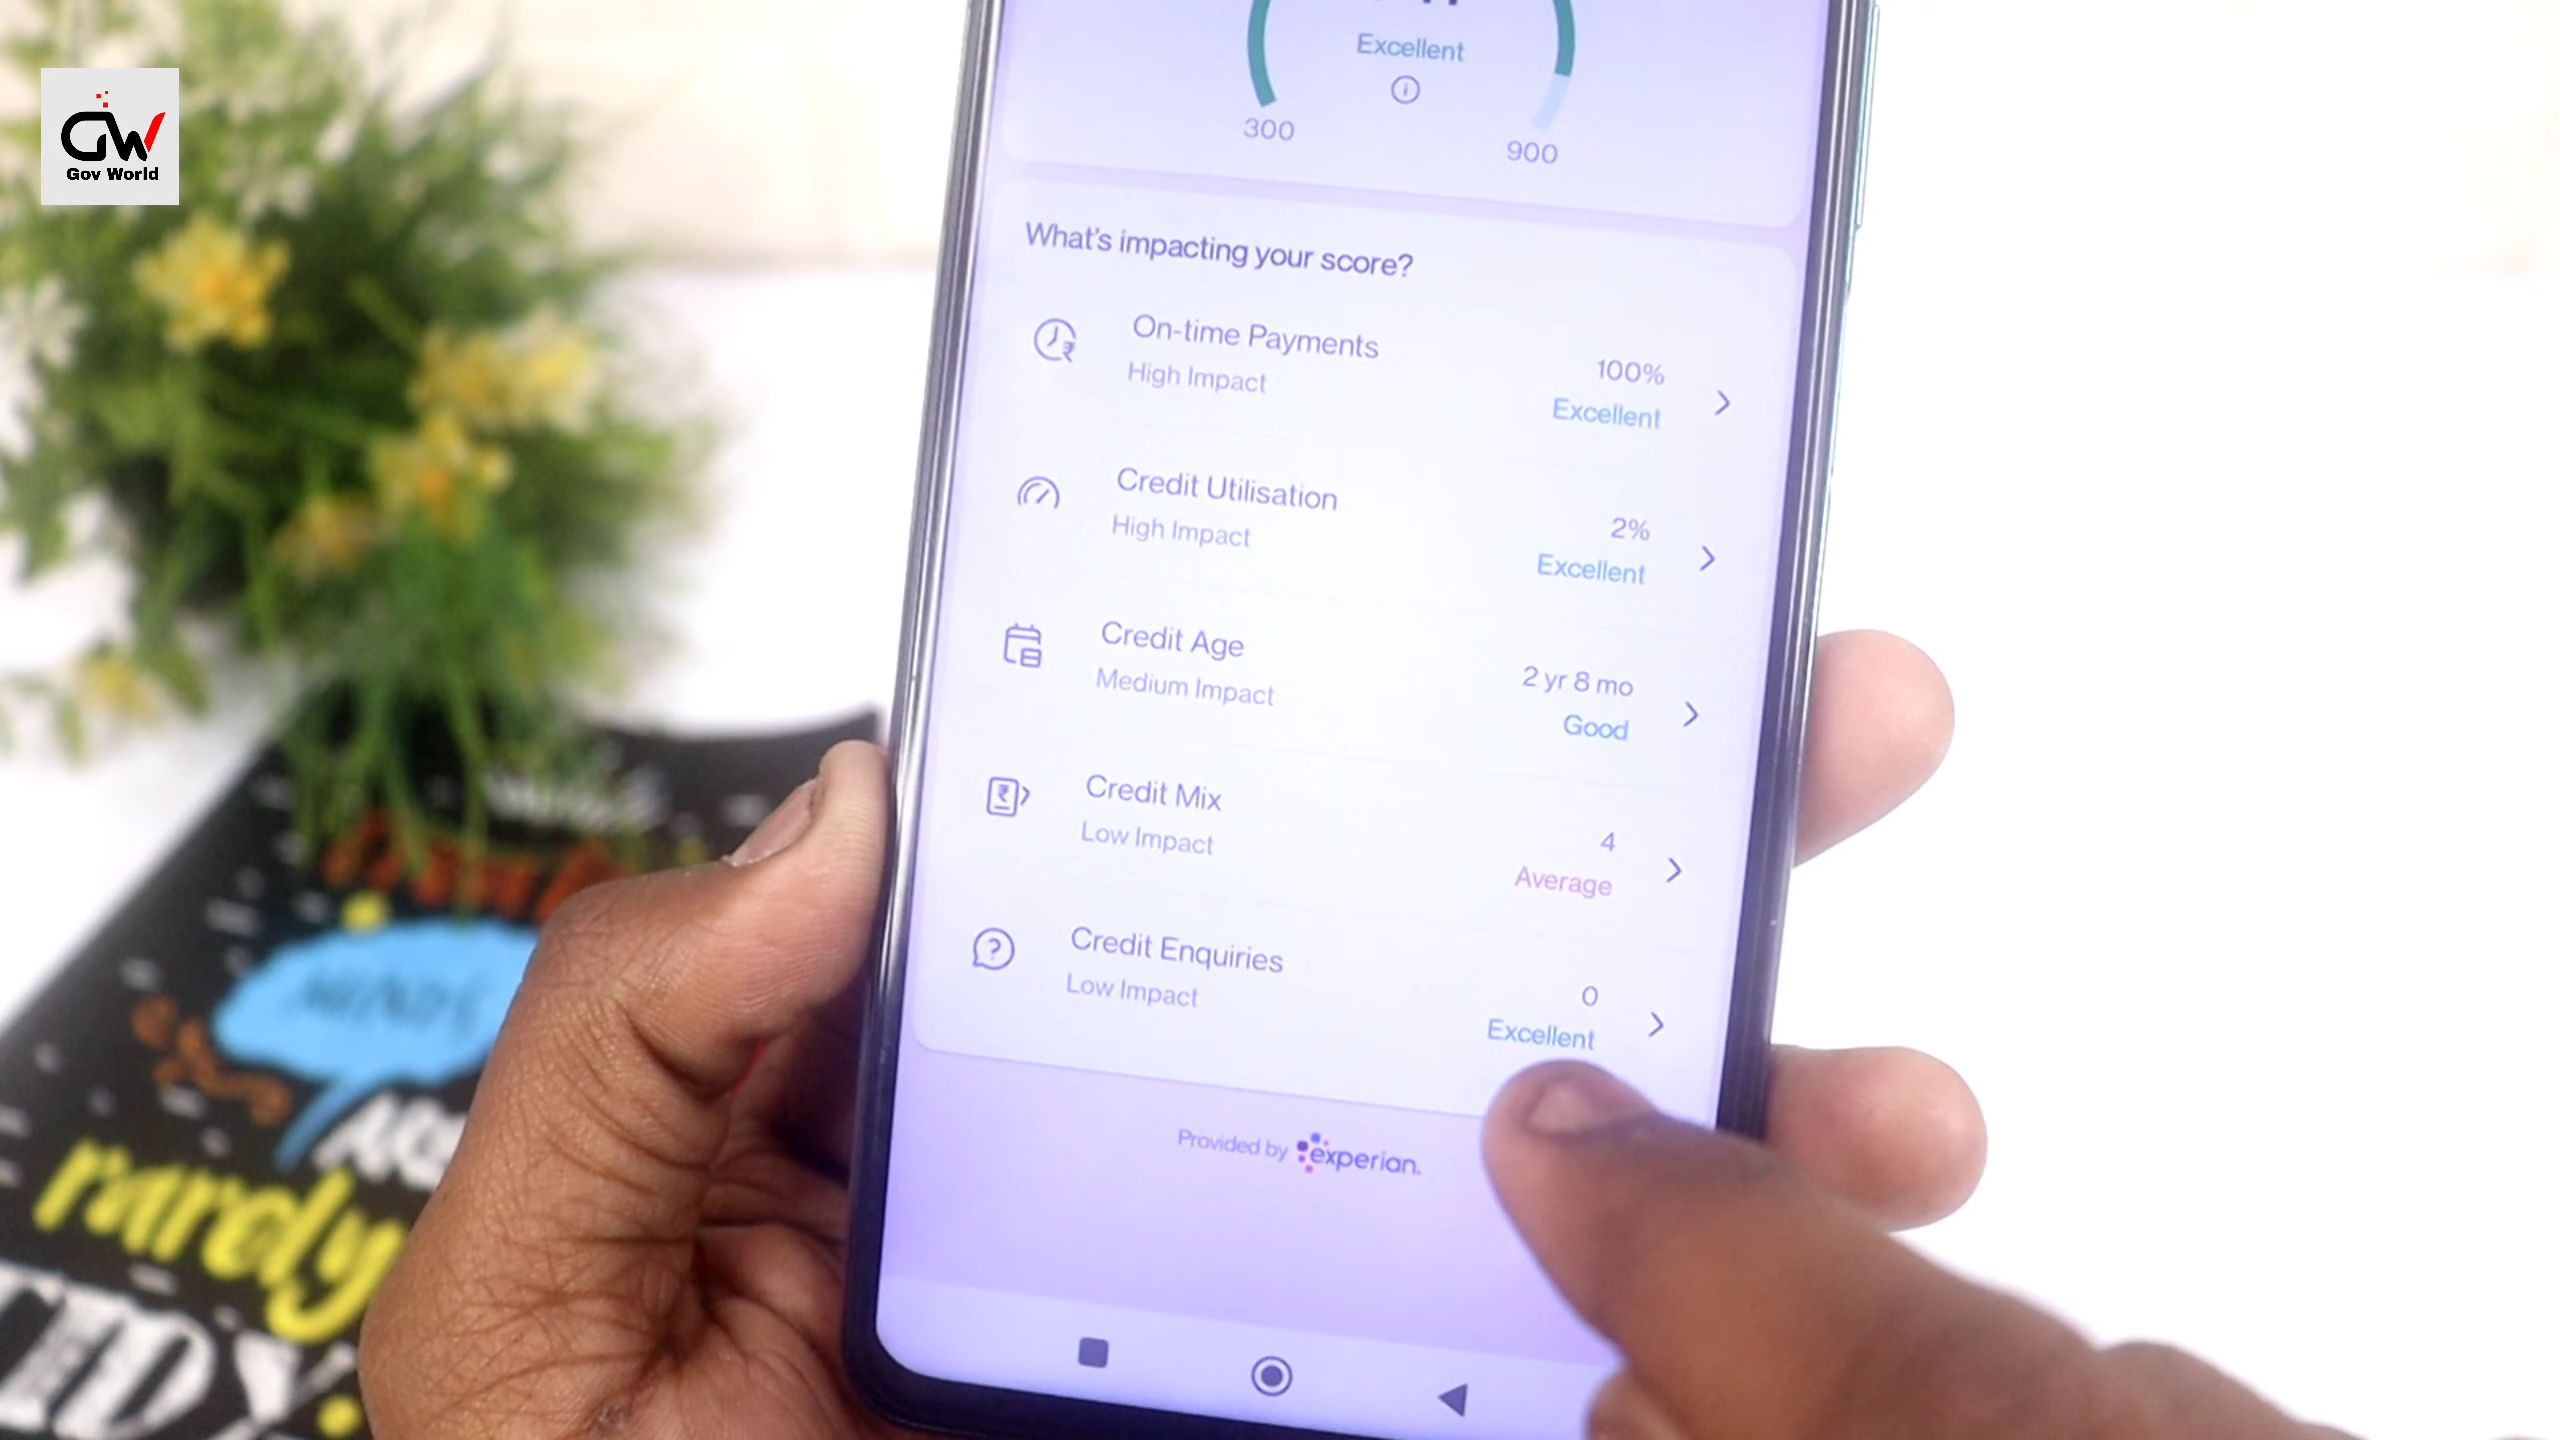 GW
Gov World
Excellent
300
900
What's impacting your score?
On-time Payments
High Impact
100%
Excellent
Credit Utilisation
High Impact
2%
Excellent
Credit Age
Medium Impact
2 yr 8 mo
Good
Credit Mix
Low Impact
4
Average
Credit Enquiries
Low Impact
0
Excellent
Provided by experian.
MINDS
rarely